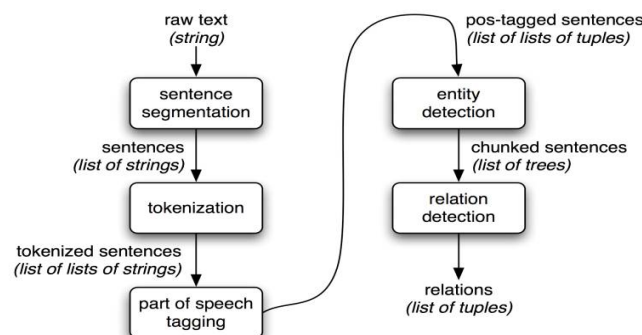 raw text
(string)
sentence
segmentation
sentences
(list of strings)
tokenization
tokenized sentences
(list of lists of strings)
part of speech
tagging
pos-tagged sentences
(list of lists of tuples)
entity
detection
chunked sentences
(list of trees)
relation
detection
relations
(list of tuples)